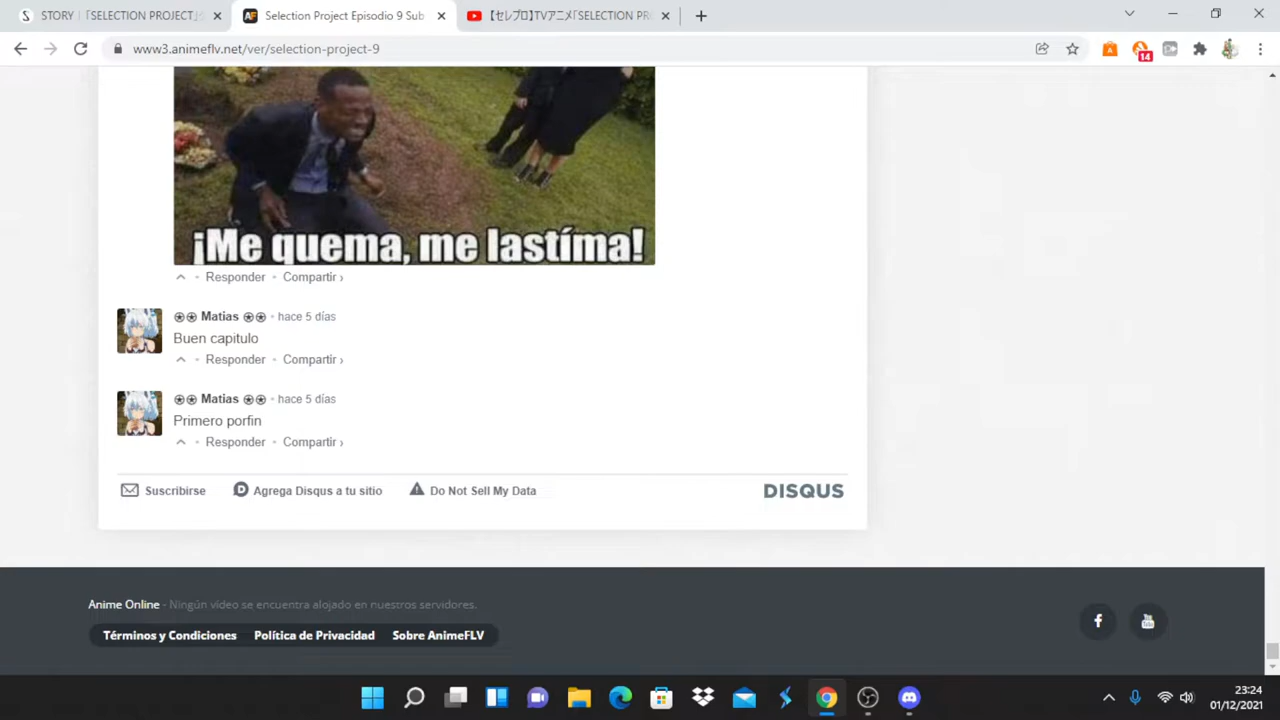 STORY | 「SELECTION PROJECT」
Selection Project Episodio 9 Sub
【セレプロ】TVアニメ「SELECTION PR
www3.animeflv.net/ver/selection-project-9
14
¡Me quema, me lastíma!
Responder • Compartir ›
Matias • hace 5 días
Buen capitulo
Responder • Compartir ›
Matias • hace 5 días
Primero porfin
Responder • Compartir ›
Suscribirse
Agrega Disqus a tu sitio
Do Not Sell My Data
DISQUS
Anime Online - Ningún vídeo se encuentra alojado en nuestros servidores.
Términos y Condiciones Política de Privacidad Sobre AnimeFLV
23:24
01/12/2021